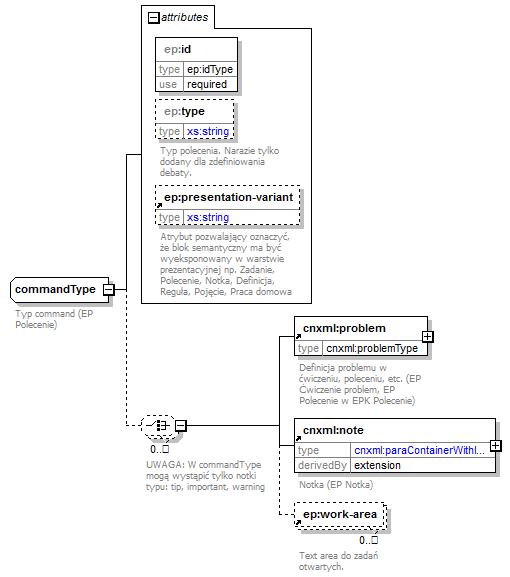 attributes
ep:id
type ep:idType
use required
ep:type
type xs:string
Typ polecenia. Narazie tylko
dodany dla zdefiniowania
debaty.
ep:presentation-variant
type xs:string
Atrybut pozwalający oznaczyć,
że blok semantyczny ma być
wyeksponowany w warstwie
prezentacyjnej np. Zadanie,
Polecenie, Notka, Definicja,
Reguła, Pojęcie, Praca domowa
commandType
Typ command (EP
Polecenie)
cnxml:problem
type cnxml:problemType
Definicja problemu w
ćwiczeniu, poleceniu, etc. (EP
Ćwiczenie problem, EP
Polecenie w EPK Polecenie)
0..□
UWAGA: W commandType
mogą wystąpić tylko notki
typu: tip, important, warning
cnxml:note
type cnxml:paraContainerWithI...
derivedBy extension
Notka (EP Notka)
ep:work-area
0..□
Text area do zadań
otwartych.